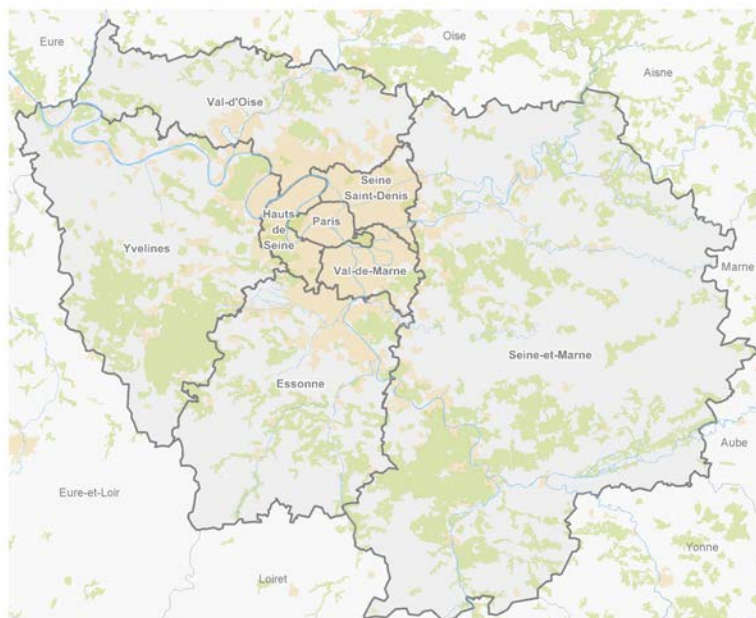 Eure
Oise
Aisne
Val-d'Oise
Seine
Saint-Denis
Hauts
de
Seine
Paris
Yvelines
Val-de-Marne
Marne
Seine-et-Marne
Essonne
Aube
Eure-et-Loir
Yonne
Loiret